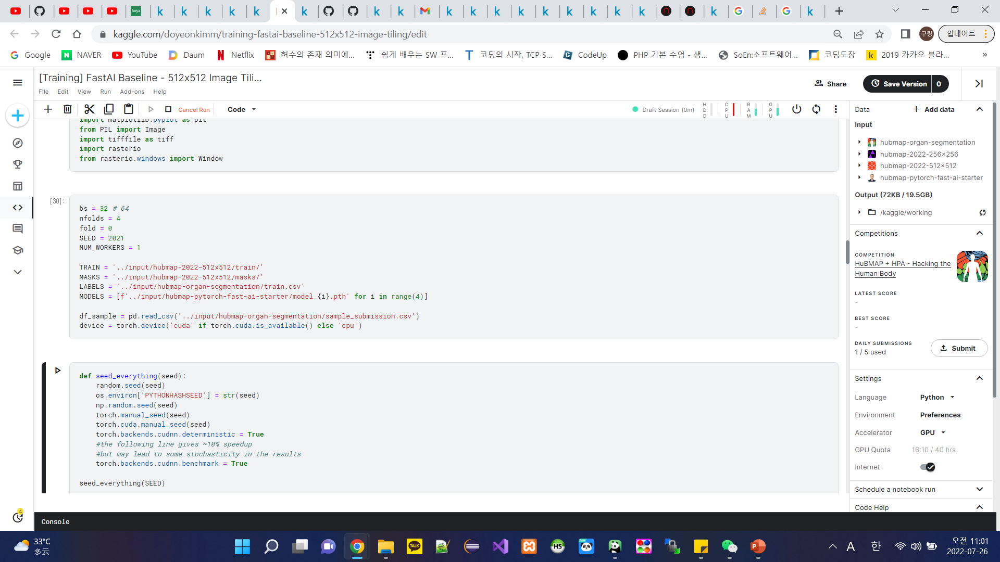 hoya
kaggle.com/doyeonkimm/training-fastai-baseline-512x512-image-tiling/edit
구링
업데이트
Google
NAVER
YouTube
Daum
Netflix
허수의 존재 의미에...
쉽게 배우는 SW 프...
코딩의 시작, TCP S...
CodeUp
PHP 기본 수업 - 생...
SoEn:소프트웨어...
코딩도장
2019 카카오 블라...
»
[Training] FastAI Baseline - 512x512 Image Tili...
File Edit View Run Add-ons Help
Share
Save Version 0
Cancel Run
Code
Draft Session (0m)
HDD
CPU
RAM
GPU
import matplotlib.pyplot as plt
from PIL import Image
import tifffile as tiff
import rasterio
from rasterio.windows import Window
[30]:
bs = 32 # 64
nfolds = 4
fold = 0
SEED = 2021
NUM_WORKERS = 1
TRAIN = '../input/hubmap-2022-512x512/train/'
MASKS = '../input/hubmap-2022-512x512/masks/'
LABELS = '../input/hubmap-organ-segmentation/train.csv'
MODELS = [f'../input/hubmap-pytorch-fast-ai-starter/model_{i}.pth' for i in range(4)]
df_sample = pd.read_csv('../input/hubmap-organ-segmentation/sample_submission.csv')
device = torch.device('cuda' if torch.cuda.is_available() else 'cpu')
def seed_everything(seed):
    random.seed(seed)
    os.environ['PYTHONHASHSEED'] = str(seed)
    np.random.seed(seed)
    torch.manual_seed(seed)
    torch.cuda.manual_seed(seed)
    torch.backends.cudnn.deterministic = True
    #the following line gives ~10% speedup
    #but may lead to some stochasticity in the results
    torch.backends.cudnn.benchmark = True
seed_everything(SEED)
Console
Data
+ Add data
Input
hubmap-organ-segmentation
hubmap-2022-256x256
hubmap-2022-512x512
hubmap-pytorch-fast-ai-starter
Output (72KB / 19.5GB)
/kaggle/working
Competitions
COMPETITION
HuBMAP + HPA - Hacking the
Human Body
LATEST SCORE
-
BEST SCORE
-
DAILY SUBMISSIONS
1 / 5 used
Submit
Settings
Language Python
Environment Preferences
Accelerator GPU
GPU Quota 16:10 / 40 hrs
Internet
Schedule a notebook run
Code Help
4
33°C
多云
TALK
HS
NEW
A
한
오전 11:01
2022-07-26